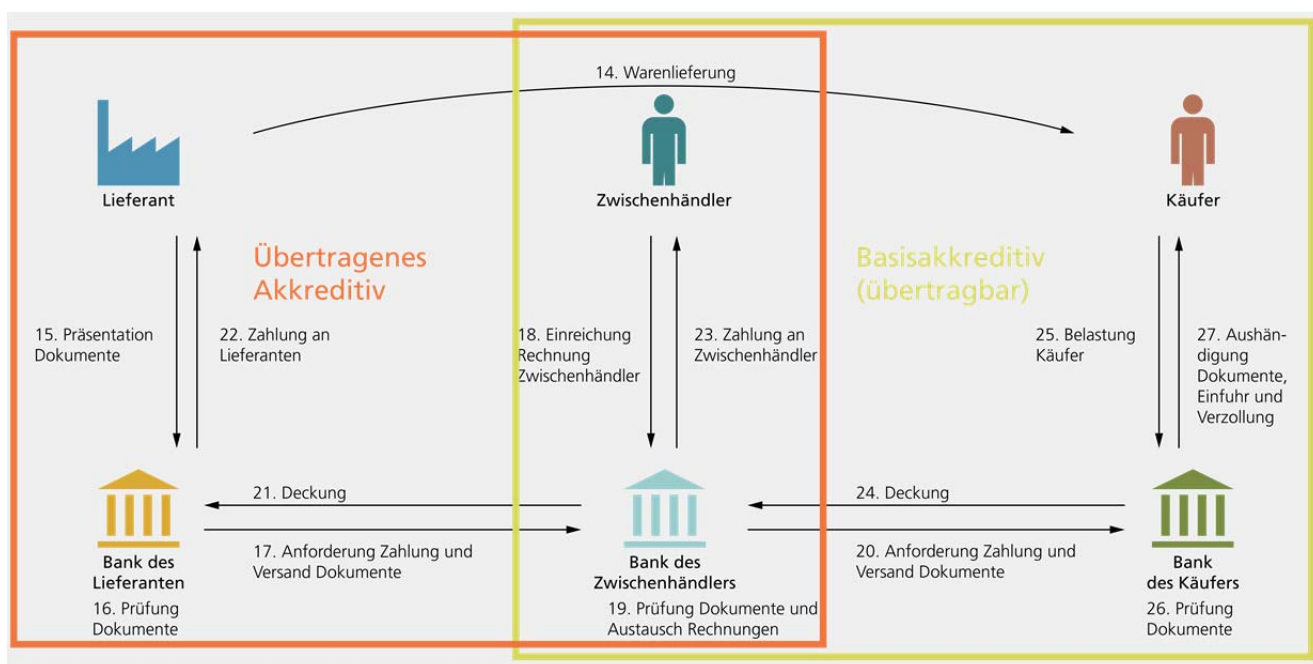 14. Warenlieferung
Lieferant
Zwischenhändler
Käufer
Übertragenes
Akkreditiv
Basisakkreditiv
(übertragbar)
15. Präsentation
Dokumente
22. Zahlung an
Lieferanten
18. Einreichung
Rechnung
Zwischenhändler
23. Zahlung an
Zwischenhändler
25. Belastung
Käufer
27. Aushän-
digung
Dokumente,
Einfuhr und
Verzollung
21. Deckung
24. Deckung
17. Anforderung Zahlung und
Versand Dokumente
20. Anforderung Zahlung und
Versand Dokumente
Bank des
Lieferanten
16. Prüfung
Dokumente
Bank des
Zwischenhändlers
19. Prüfung Dokumente und
Austausch Rechnungen
Bank
des Käufers
26. Prüfung
Dokumente